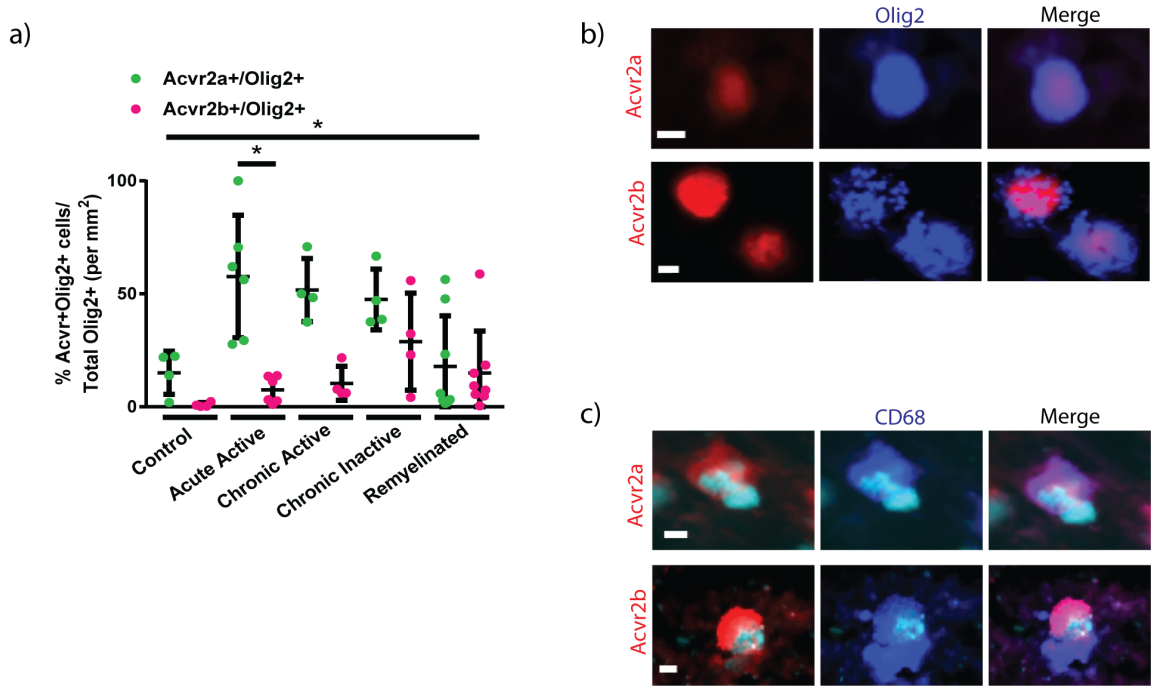 a)
Acvr2a+/Olig2+
Acvr2b+/Olig2+
*
*
% Acvr+Olig2+ cells/
Total Olig2+ (per mm²)
100
50
0
Control
Acute Active
Chronic Active
Chronic Inactive
Remyelinated
b)
Olig2
Merge
Acvr2a
Acvr2b
c)
CD68
Merge
Acvr2a
Acvr2b